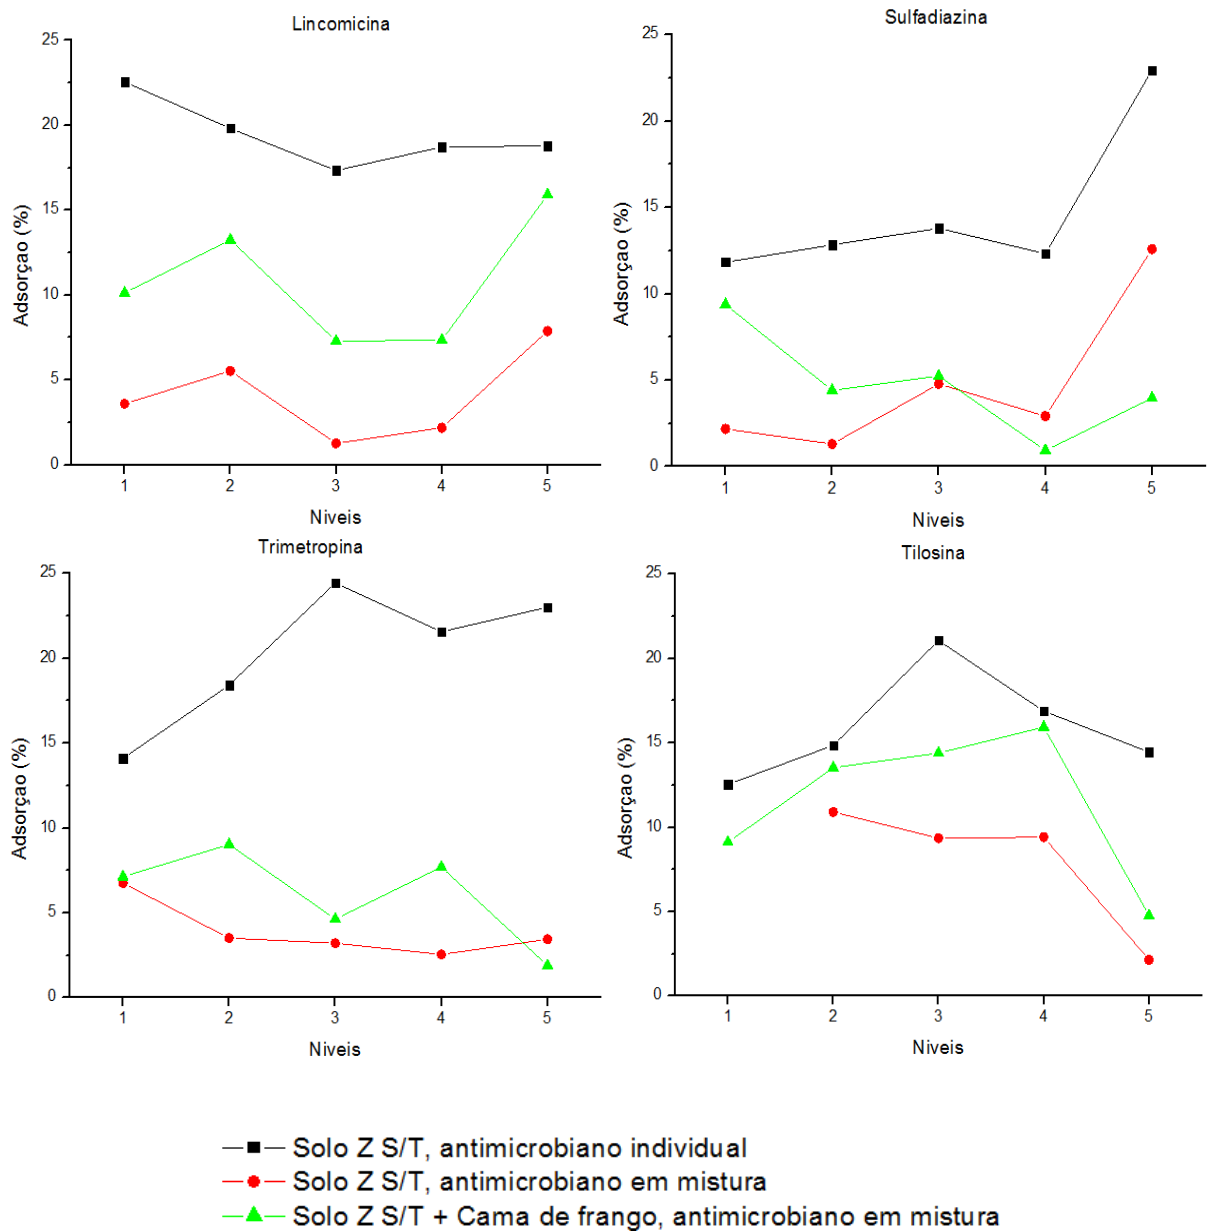 Lincomicina
25
20
15
10
5
0
Adsorçao (%)
1 2 3 4 5
Niveis
Sulfadiazina
25
20
15
10
5
0
Adsorçao (%)
1 2 3 4 5
Niveis
Trimetropina
25
20
15
10
5
0
Adsorçao (%)
1 2 3 4 5
Niveis
Tilosina
25
20
15
10
5
0
Adsorçao (%)
1 2 3 4 5
Niveis
Solo Z S/T, antimicrobiano individual
Solo Z S/T, antimicrobiano em mistura
Solo Z S/T + Cama de frango, antimicrobiano em mistura